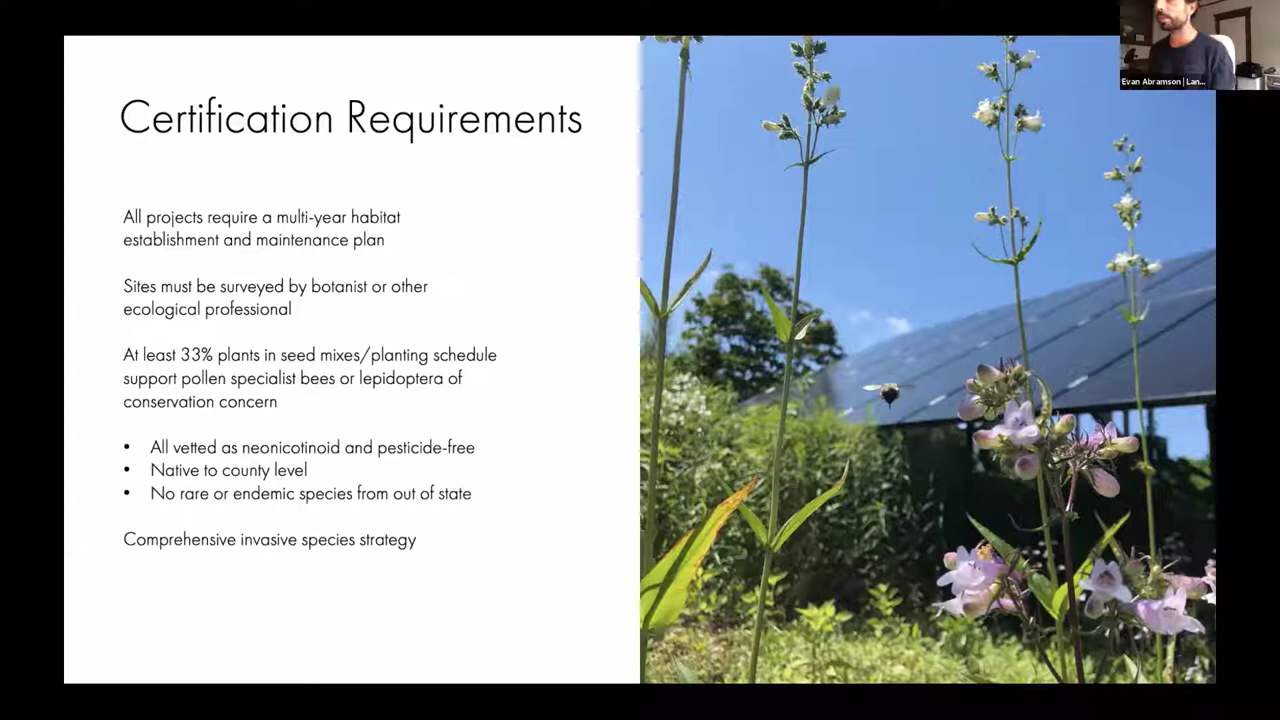 Certification Requirements
All projects require a multi-year habitat
establishment and maintenance plan
Sites must be surveyed by botanist or other
ecological professional
At least 33% plants in seed mixes/planting schedule
support pollen specialist bees or lepidoptera of
conservation concern
• All vetted as neonicotinoid and pesticide-free
• Native to county level
• No rare or endemic species from out of state
Comprehensive invasive species strategy
Evan Abramson | Lan...